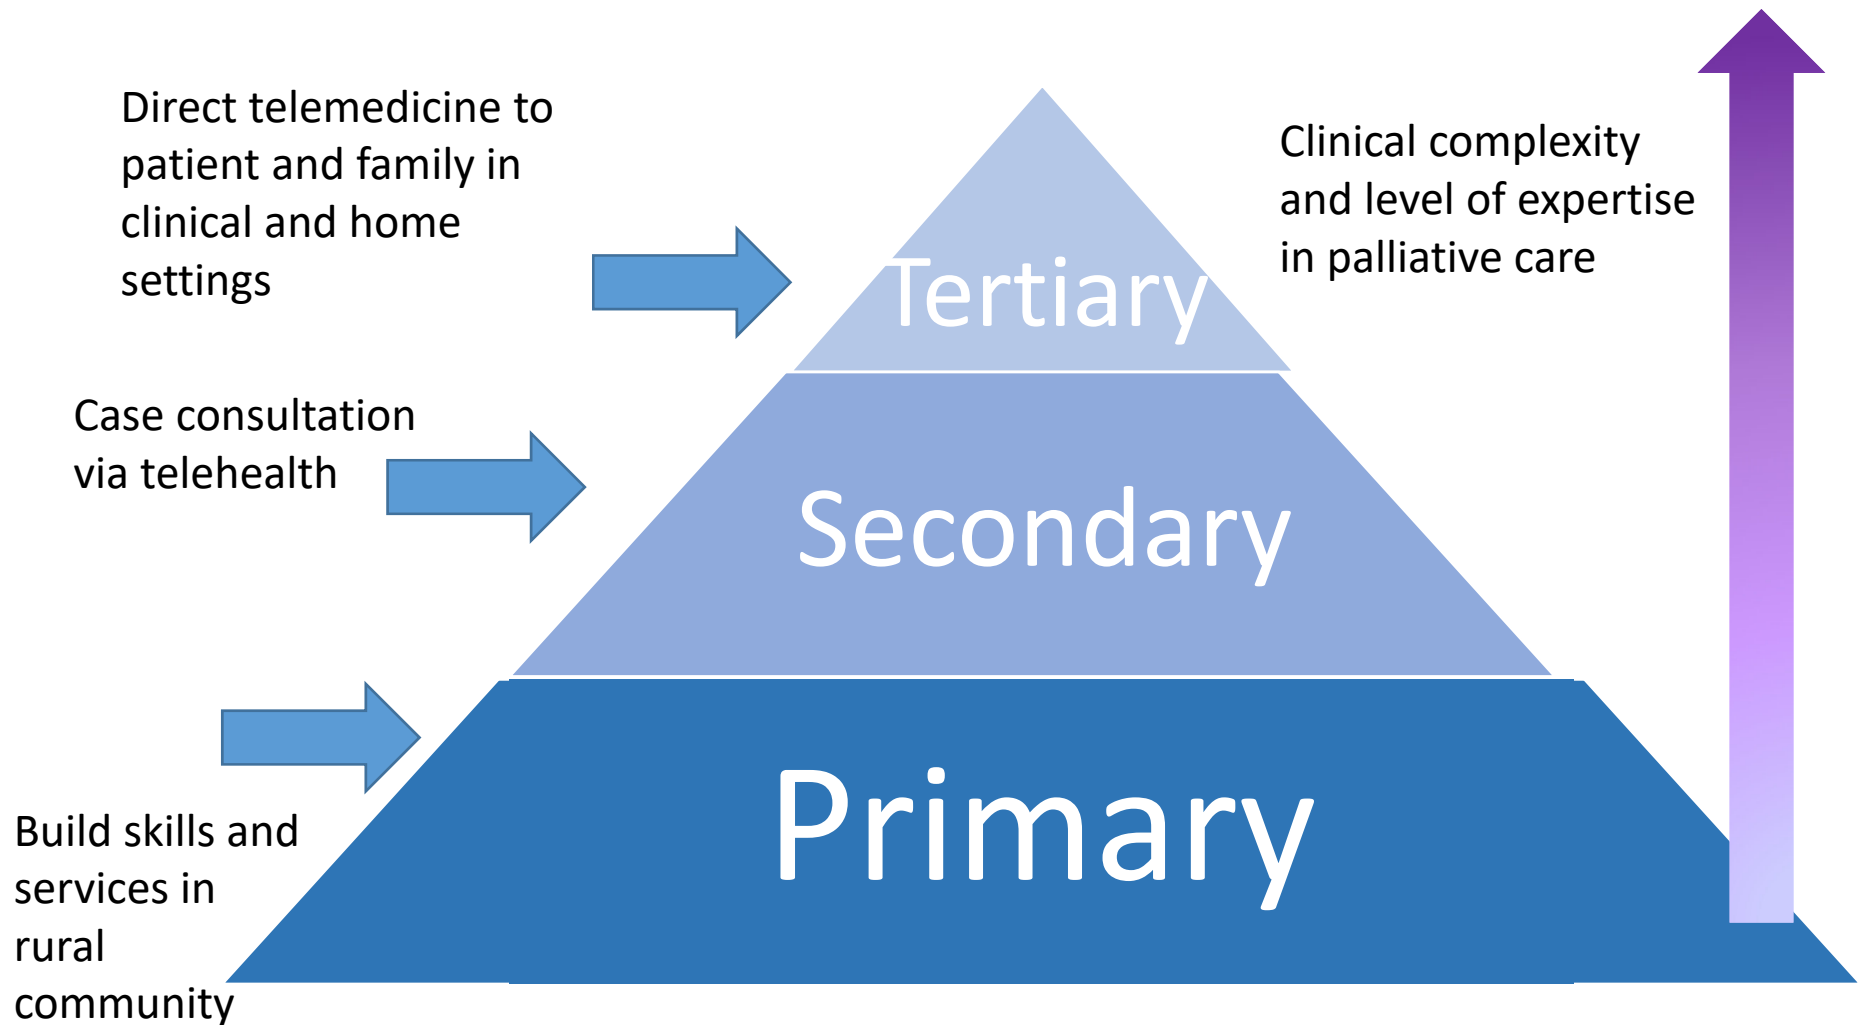 Direct telemedicine to
patient and family in
clinical and home
settings
Clinical complexity
and level of expertise
in palliative care
Tertiary
Case consultation
via telehealth
Secondary
Primary
Build skills and
services in
rural
community